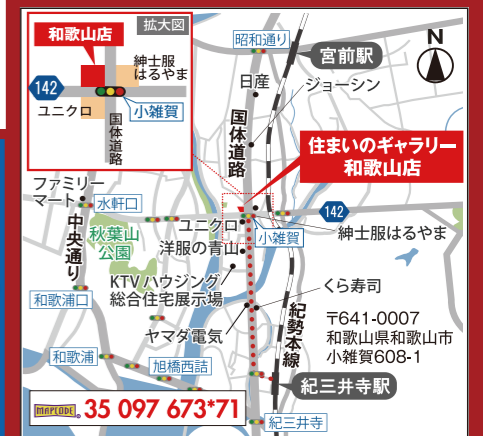 拡大図
和歌山店
紳士服
はるやま
142
ユニクロ
小雑賀
国体道路
昭和通り
宮前駅
N
日産
ジョーシン
国体道路
住まいのギャラリー
和歌山店
ファミリー
マート
水軒口
中央通り
秋葉山
公園
ユニクロ
142
小雑賀
紳士服はるやま
洋服の青山
KTVハウジング
総合住宅展示場
くら寿司
和歌浦口
ヤマダ電気
紀勢本線
〒641-0007
和歌山県和歌山市
小雑賀608-1
和歌浦
旭橋西詰
紀三井寺駅
MAPCODE 35 097 673*71
紀三井寺